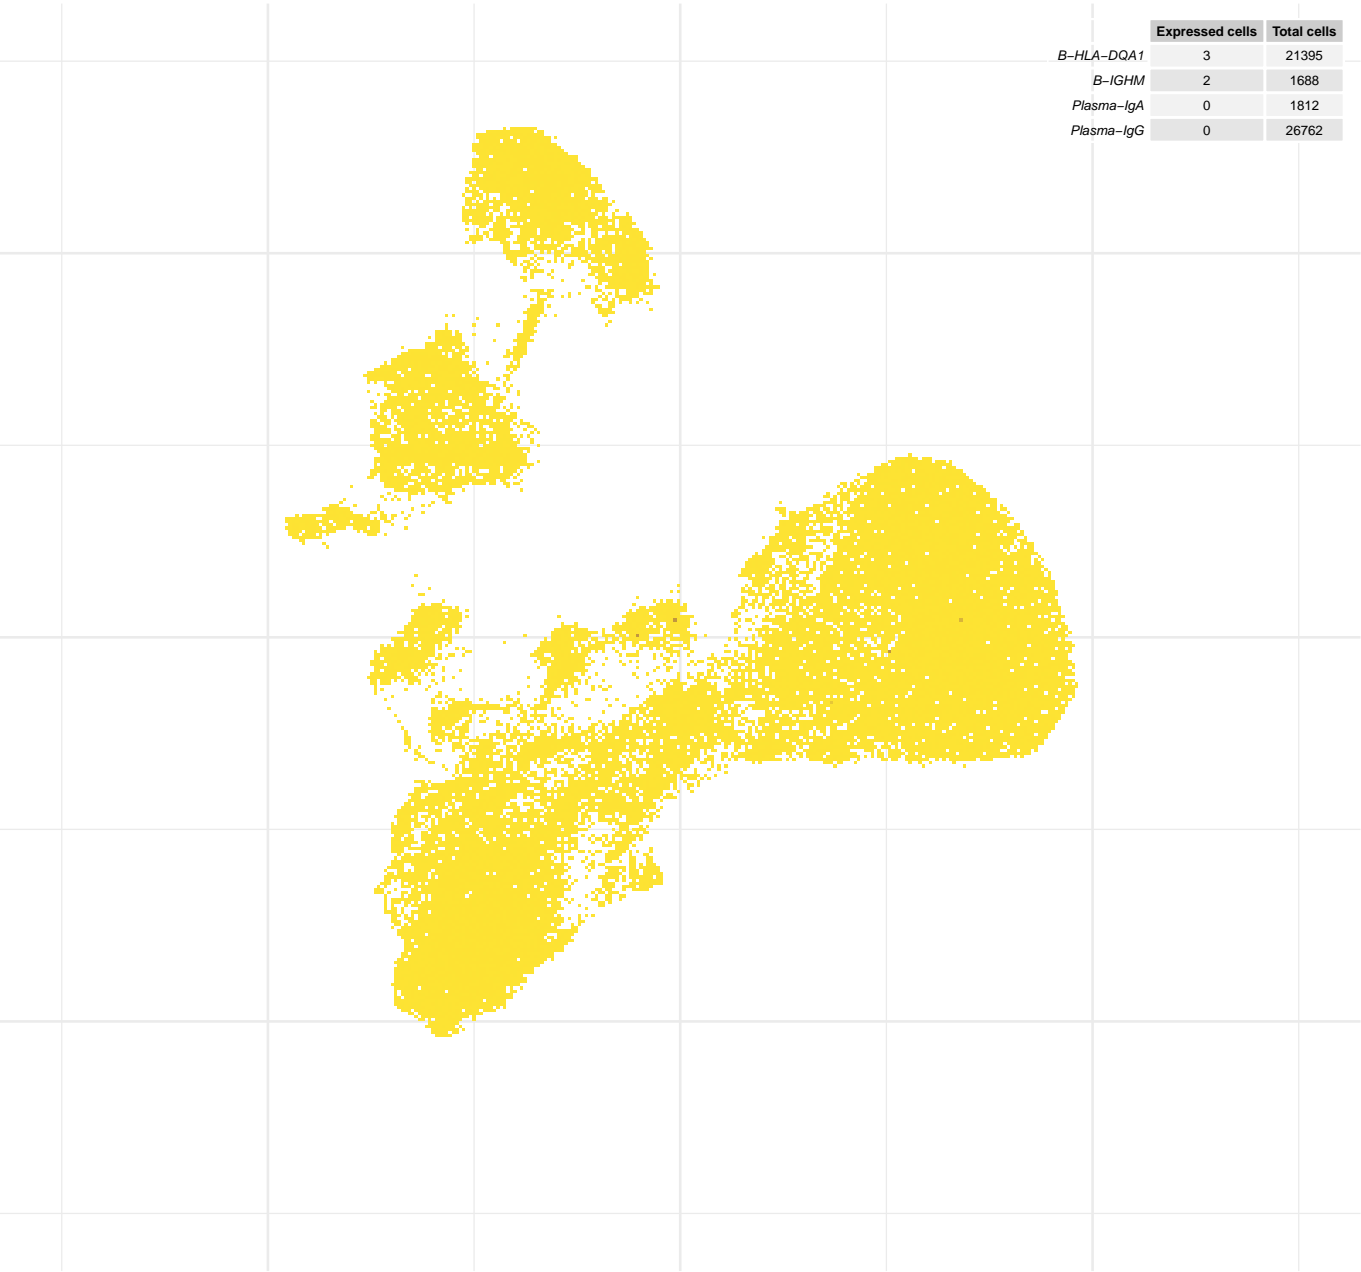 Expressed cells Total cells
B−HLA−DQA1 3 21395
B−IGHM 2 1688
Plasma−IgA 0 1812
Plasma−IgG 0 26762